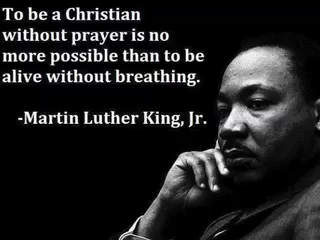 To be a Christian
without prayer is no
more possible than to be
alive without breathing.
-Martin Luther King, Jr.